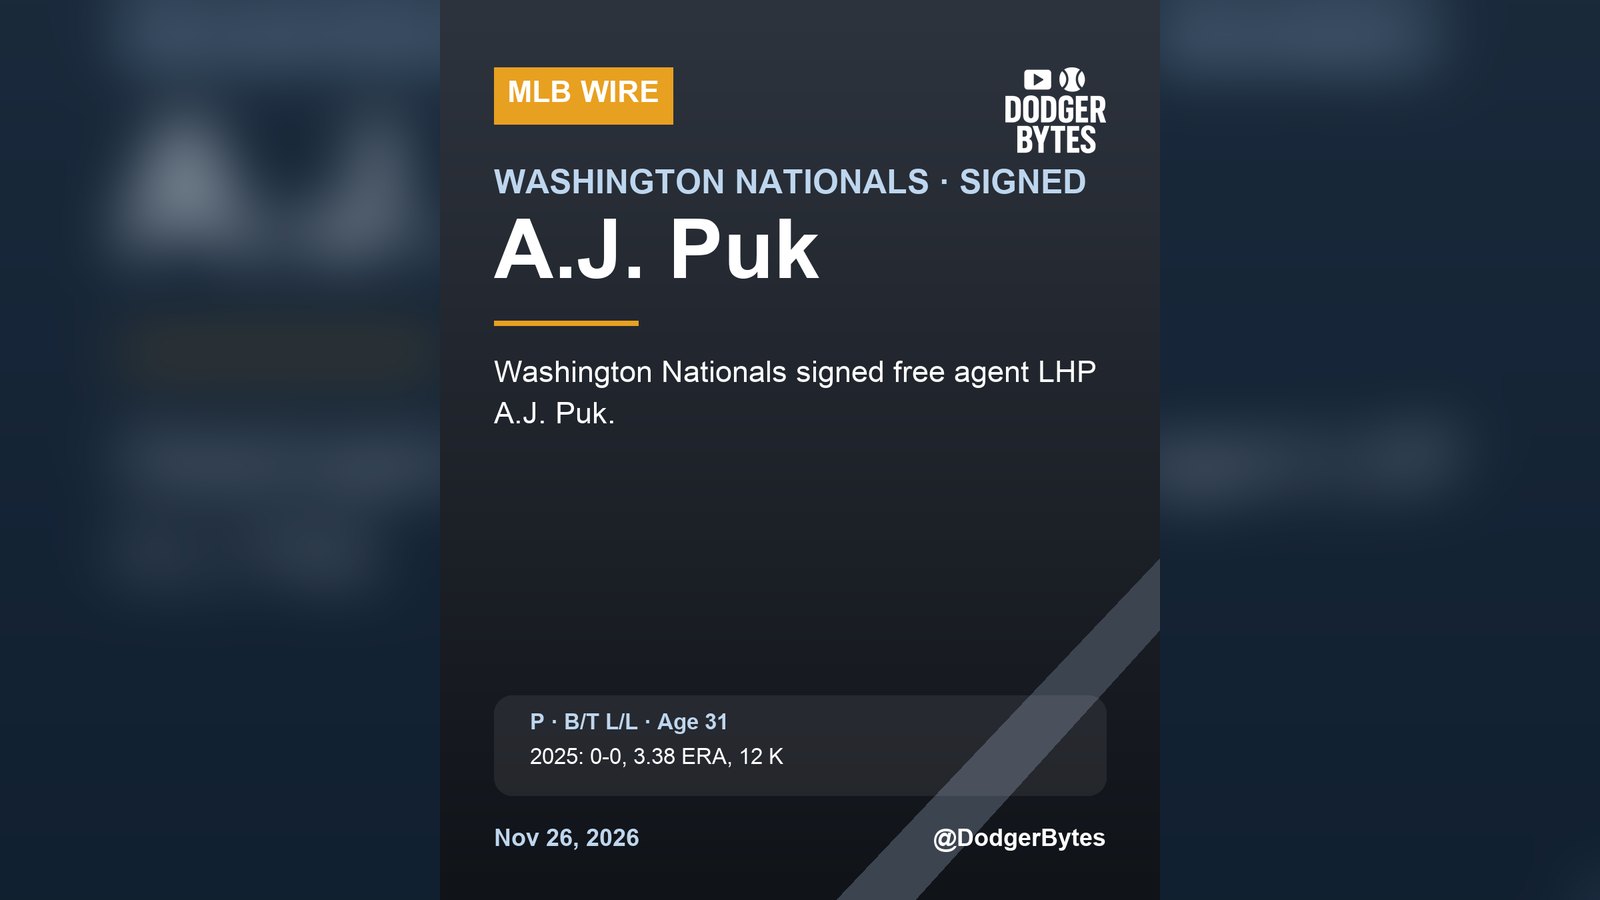 MLB WIRE
DODGER
BYTES
WASHINGTON NATIONALS · SIGNED
A.J. Puk
Washington Nationals signed free agent LHP
A.J. Puk.
P · B/T L/L · Age 31
2025: 0-0, 3.38 ERA, 12 K
Nov 26, 2026
@DodgerBytes